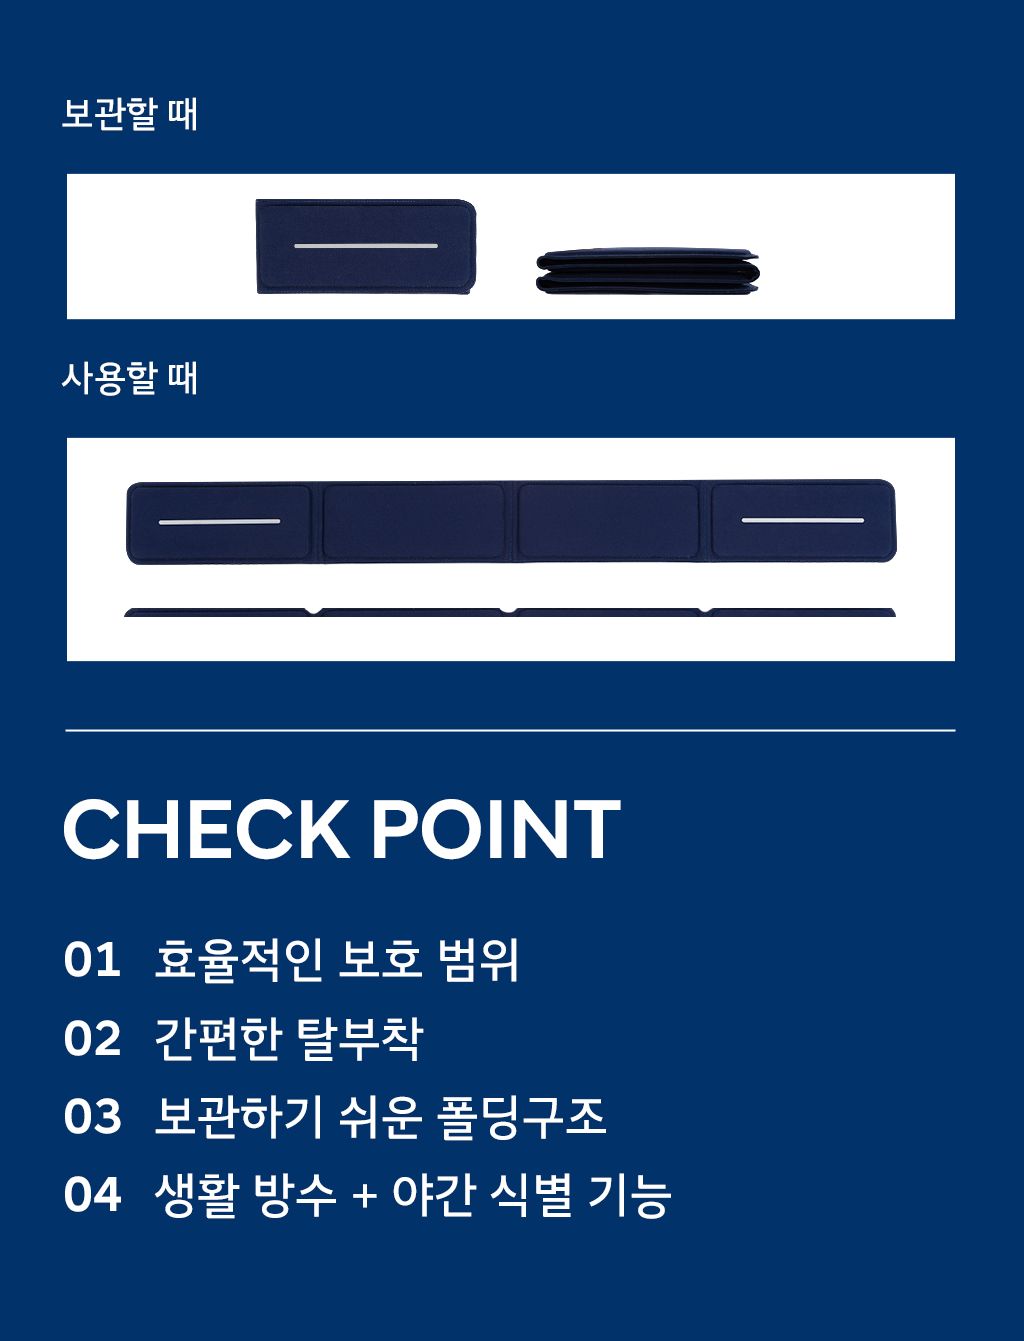 보관할 때
사용할 때
CHECK POINT
01 효율적인 보호 범위
02 간편한 탈부착
03 보관하기 쉬운 폴딩구조
04 생활 방수 + 야간 식별 기능